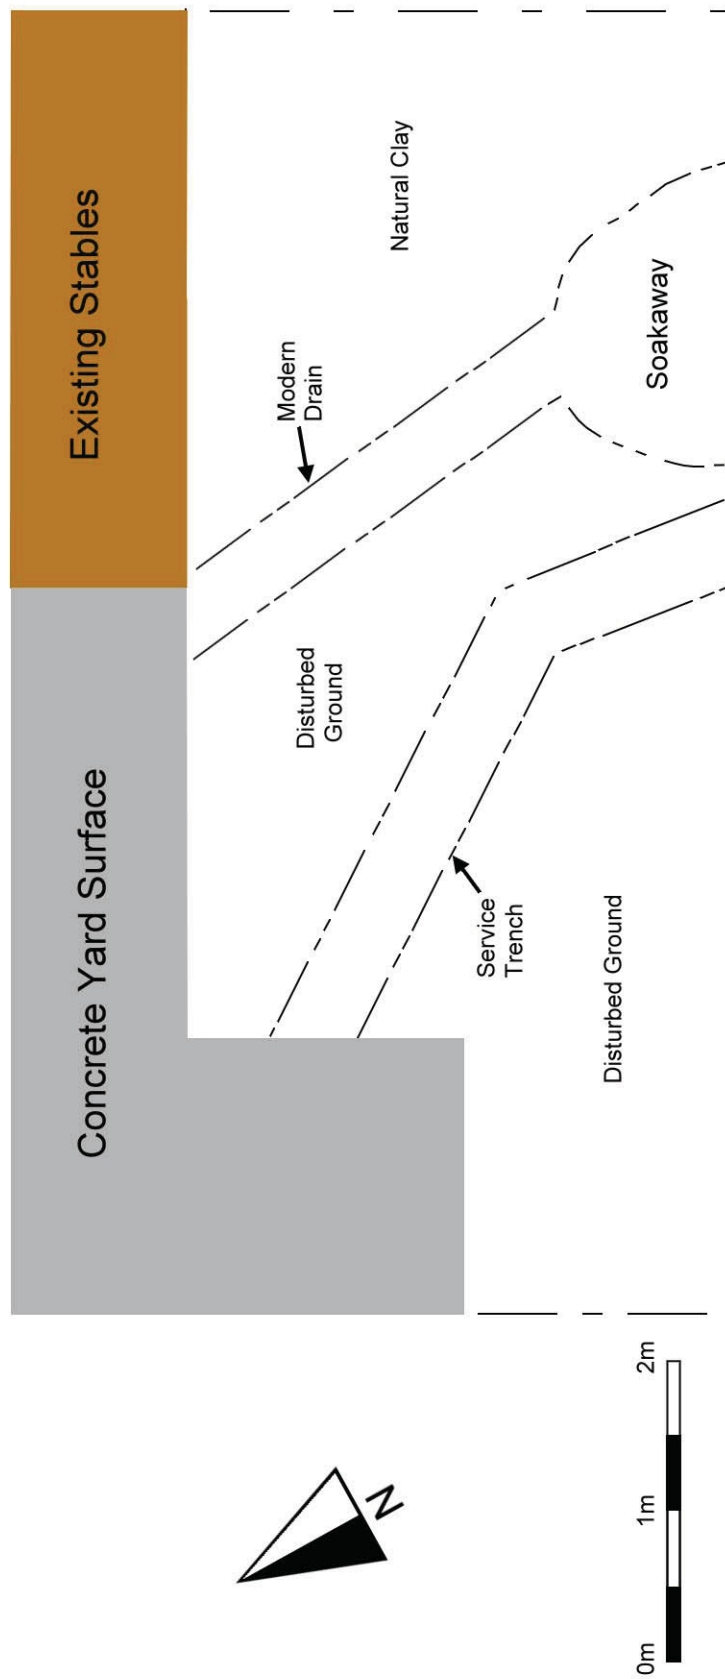 Existing Stables
Concrete Yard Surface
Natural Clay
Modern
Drain
Soakaway
Disturbed
Ground
Service
Trench
Disturbed Ground
N
0m
1m
2m